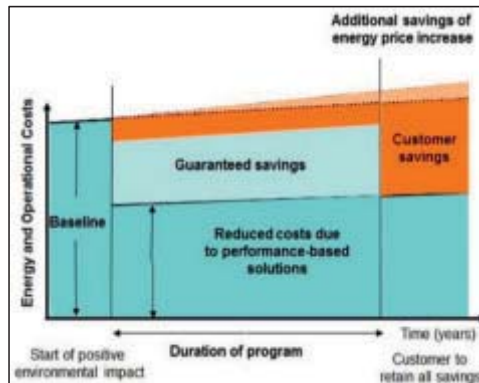 Additional savings of
energy price increase
Energy and Operational Costs
Customer
savings
Guaranteed savings
Baseline
Reduced costs due
to performance-based
solutions
Time (years)
Start of positive
environmental impact
Duration of program
Customer to
retain all savings